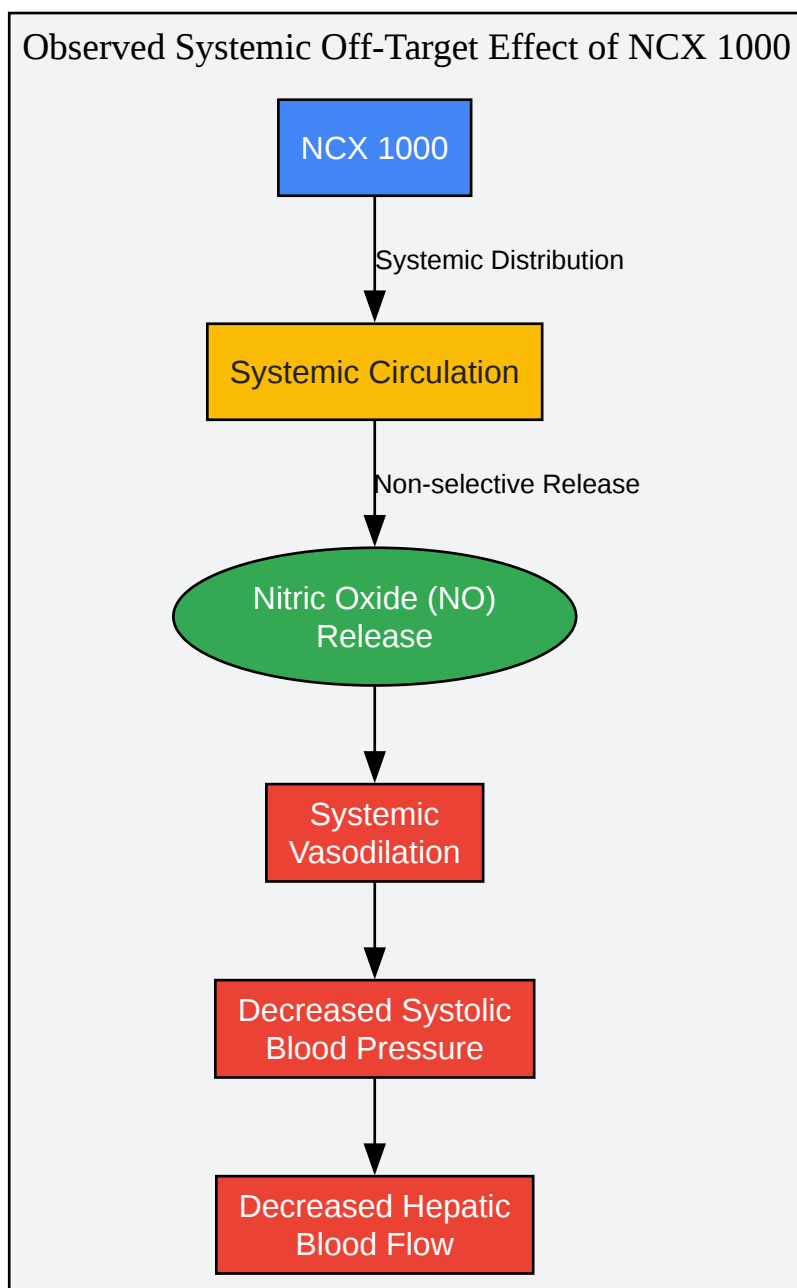 Observed Systemic Off-Target Effect of NCX 1000
NCX 1000
Systemic Distribution
Systemic Circulation
Non-selective Release
Nitric Oxide (NO)
Release
Systemic
Vasodilation
Decreased Systolic
Blood Pressure
Decreased Hepatic
Blood Flow